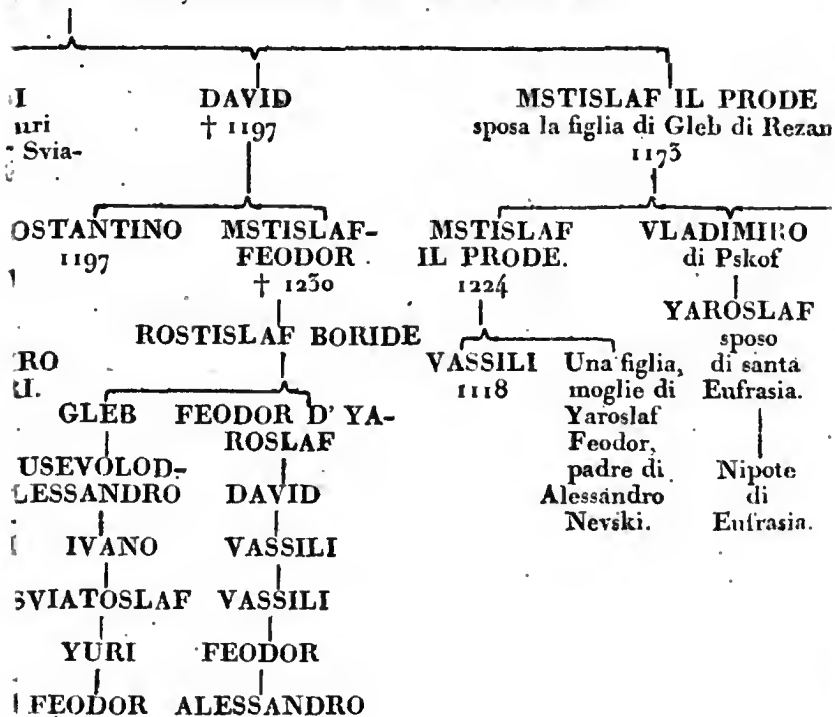 DAVID
† 1197
MSTISLAF IL PRODE
sposa la figlia di Gleb di Rezan
1173
I
uri
Svia-
OSTANTINO
1197
MSTISLAF-
FEODOR.
† 1230
MSTISLAF
IL PRODE.
1224
VLADIMIRO
di Pskof
ROSTISLAF BORIDE
YAROSLAF
sposo
di santa
Eufrasia.
VASSILI
1118
Una figlia,
moglie di
Yaroslaf
Feodor,
padre di
Alessandro
Nevski.
Nipote
di
Eufrasia.
RO
I.
GLEB
FEODOR D' YA-
ROSLAF
USEVOLOD-
LESSANDRO
DAVID
IVANO
VASSILI
SVIATOSLAF
VASSILI
YURI
FEODOR
FEODOR
ALESSANDRO